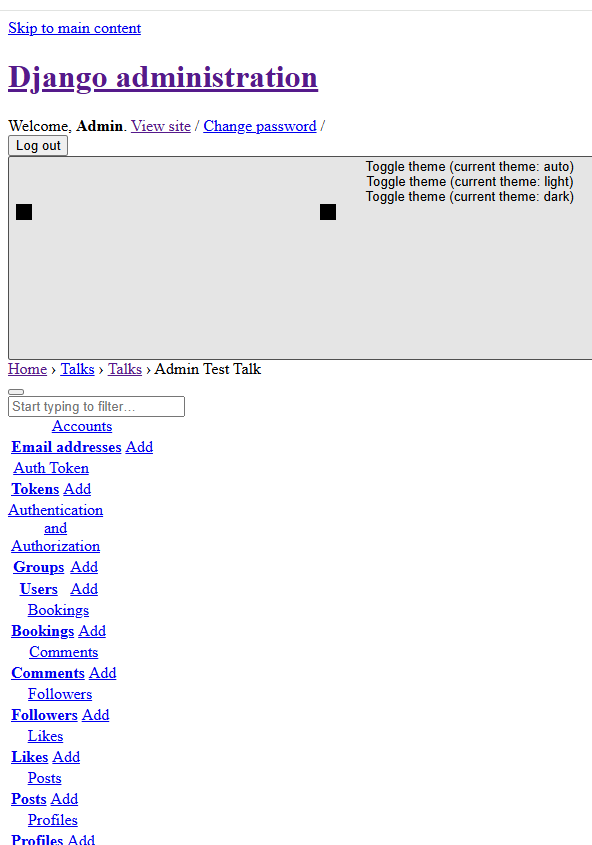 Skip to main content
Django administration
Welcome, Admin. View site / Change password /
Log out
Toggle theme (current theme: auto)
Toggle theme (current theme: light)
Toggle theme (current theme: dark)
Home › Talks › Talks › Admin Test Talk
Start typing to filter…
Accounts
Email addresses Add
Auth Token
Tokens Add
Authentication
and
Authorization
Groups Add
Users Add
Bookings
Bookings Add
Comments
Comments Add
Followers
Followers Add
Likes
Likes Add
Posts
Posts Add
Profiles
Profiles Add